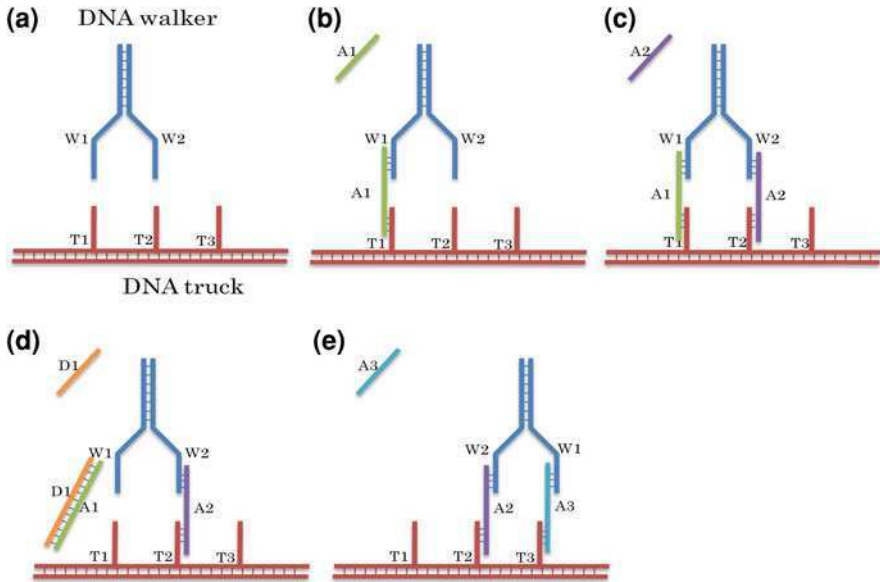 (a) DNA walker
W1 W2
T1 T2 T3
DNA truck
(b)
A1
W1 W2
A1
T1 T2 T3
(c)
A2
W1 W2
A1 A2
T1 T2 T3
(d)
D1
W1 W2
D1 A1 A2
T1 T2 T3
(e)
A3
W2 W1
A2 A3
T1 T2 T3